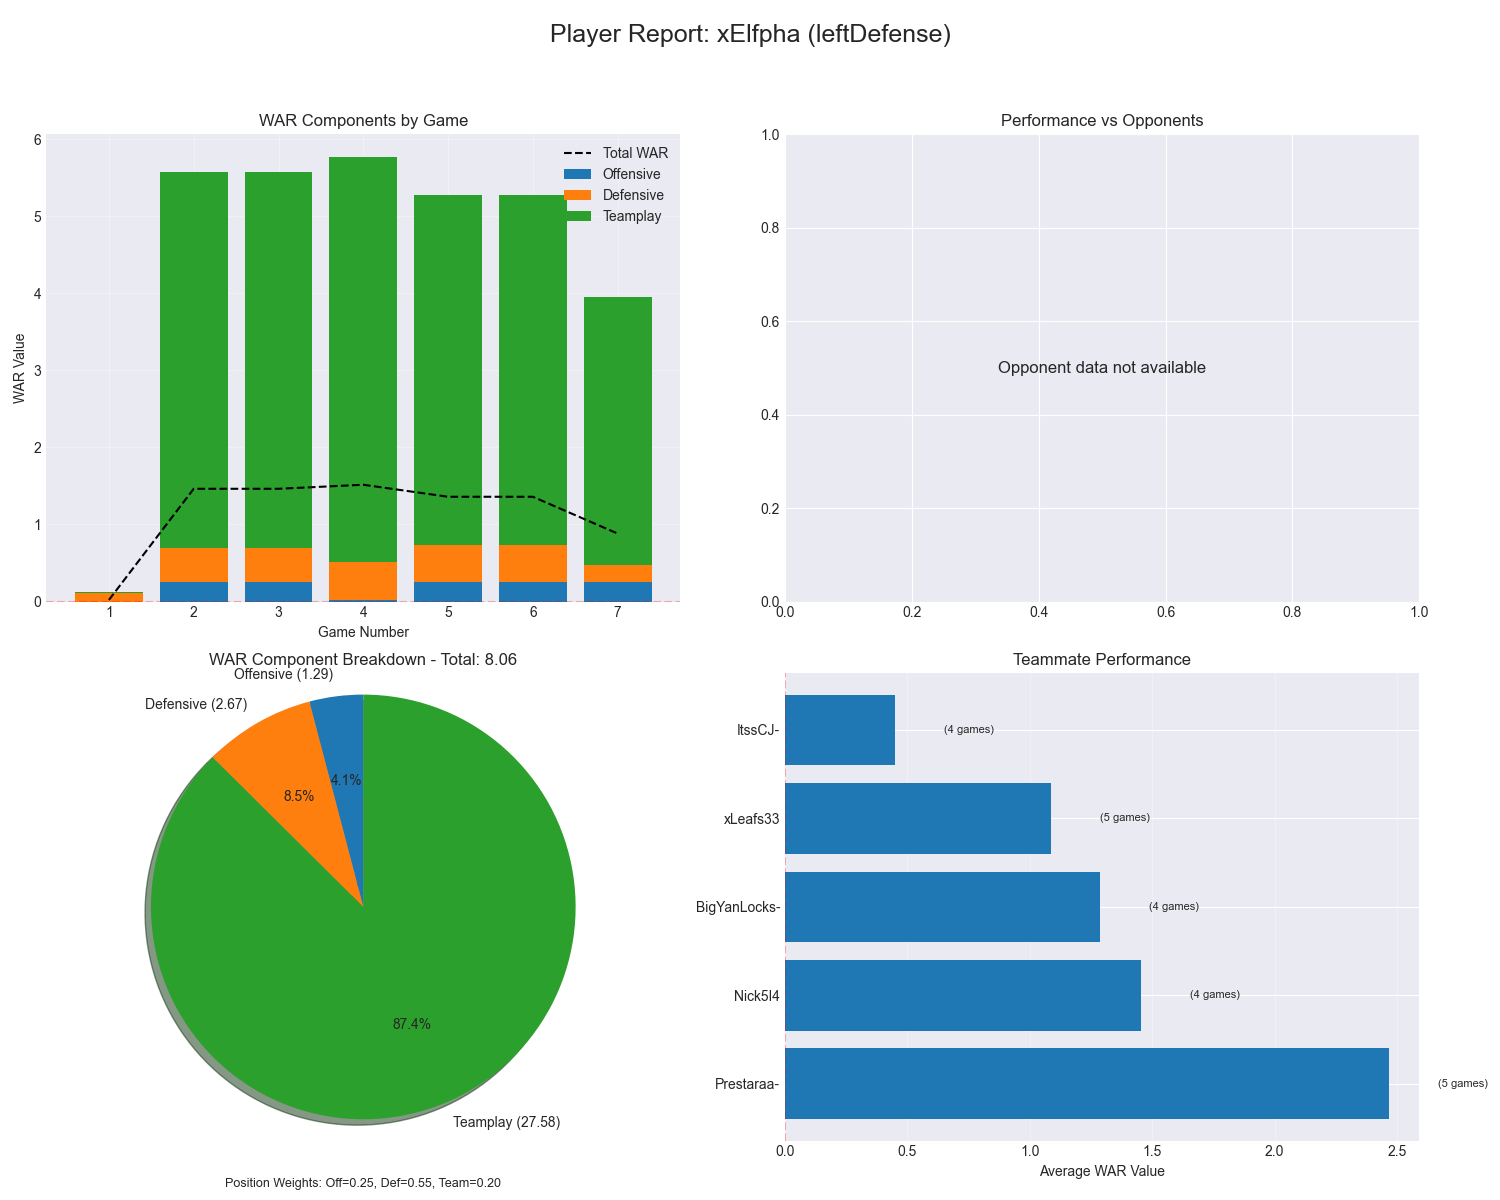 Player Report: xElfpha (leftDefense)
WAR Components by Game
WAR Value
6
5
4
3
2
1
0
Total WAR
Offensive
Defensive
Teamplay
1 2 3 4 5 6 7
Game Number
Performance vs Opponents
1.0
0.8
0.6
0.4
0.2
0.0
Opponent data not available
0.0 0.2 0.4 0.6 0.8 1.0
WAR Component Breakdown - Total: 8.06
Offensive (1.29)
Defensive (2.67)
4.1%
8.5%
87.4%
Teamplay (27.58)
Position Weights: Off=0.25, Def=0.55, Team=0.20
Teammate Performance
ItssCJ- (4 games)
xLeafs33 (5 games)
BigYanLocks- (4 games)
Nick5l4 (4 games)
Prestaraa- (5 games)
0.0 0.5 1.0 1.5 2.0 2.5
Average WAR Value